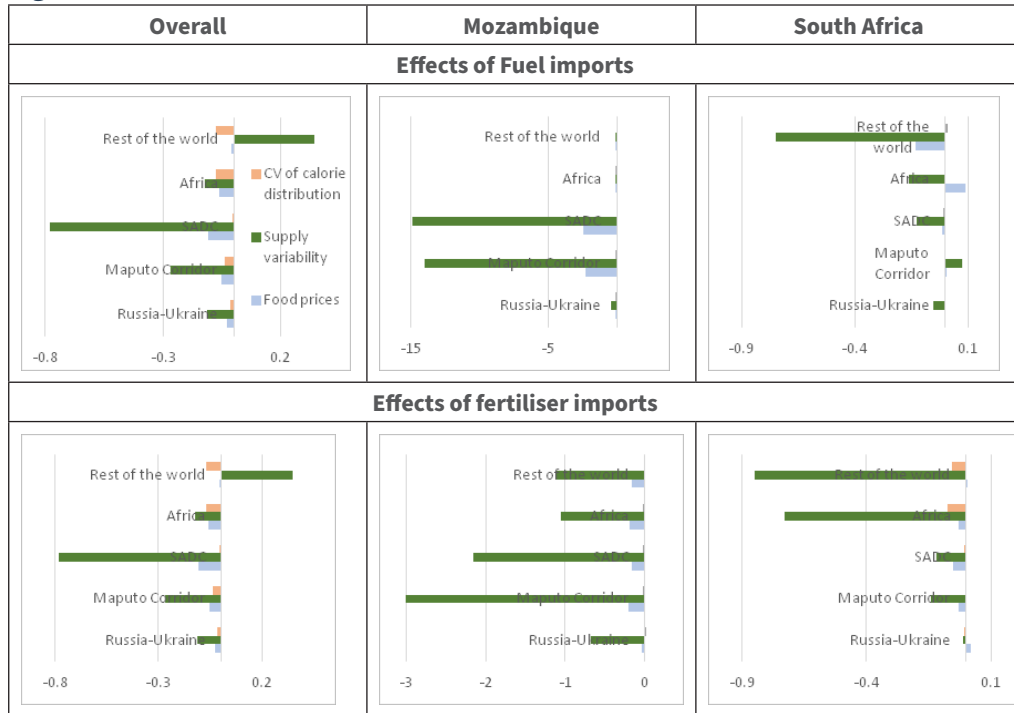 Overall
Mozambique
South Africa
Effects of Fuel imports
Rest of the world
Africa
SADC
Maputo Corridor
Russia-Ukraine
CV of calorie
distribution
Supply
variability
Food prices
-0.8
-0.3
0.2
Rest of the world
Africa
SADC
Maputo Corridor
Russia-Ukraine
-15
-5
Rest of the
world
Africa
SADC
Maputo
Corridor
Russia-Ukraine
-0.9
-0.4
0.1
Effects of fertiliser imports
Rest of the world
Africa
SADC
Maputo Corridor
Russia-Ukraine
-0.8
-0.3
0.2
Rest of the world
Africa
SADC
Maputo Corridor
Russia-Ukraine
-3
-2
-1
0
Rest of the world
Africa
SADC
Maputo Corridor
Russia-Ukraine
-0.9
-0.4
0.1